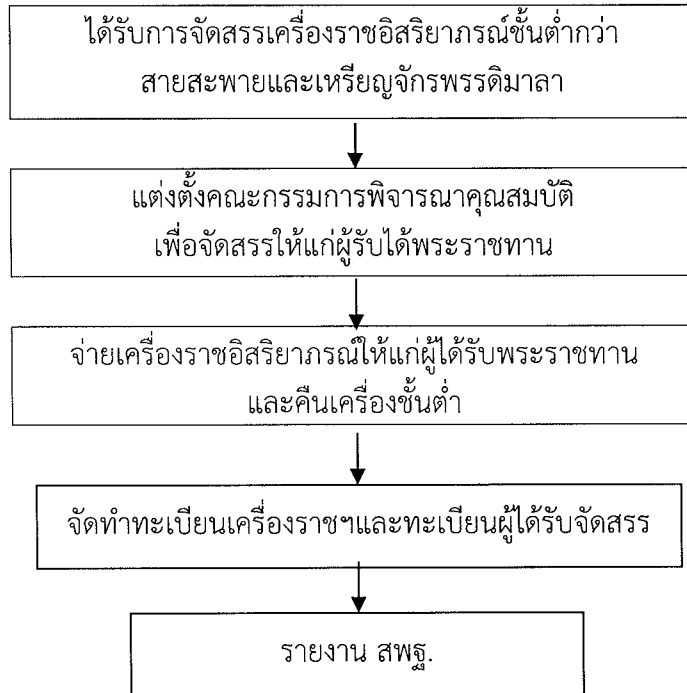 ได้รับการจัดสรรเครื่องราชอิสริยาภรณ์ชั้นต่ำกว่า
สายสะพายและเหรียญจักรพรรดิมาลา
แต่งตั้งคณะกรรมการพิจารณาคุณสมบัติ
เพื่อจัดสรรให้แก่ผู้รับได้พระราชทาน
จ่ายเครื่องราชอิสริยาภรณ์ให้แก่ผู้ได้รับพระราชทาน
และคืนเครื่องชั้นต่ำ
จัดทำทะเบียนเครื่องราชฯและทะเบียนผู้ได้รับจัดสรร
รายงาน สพฐ.